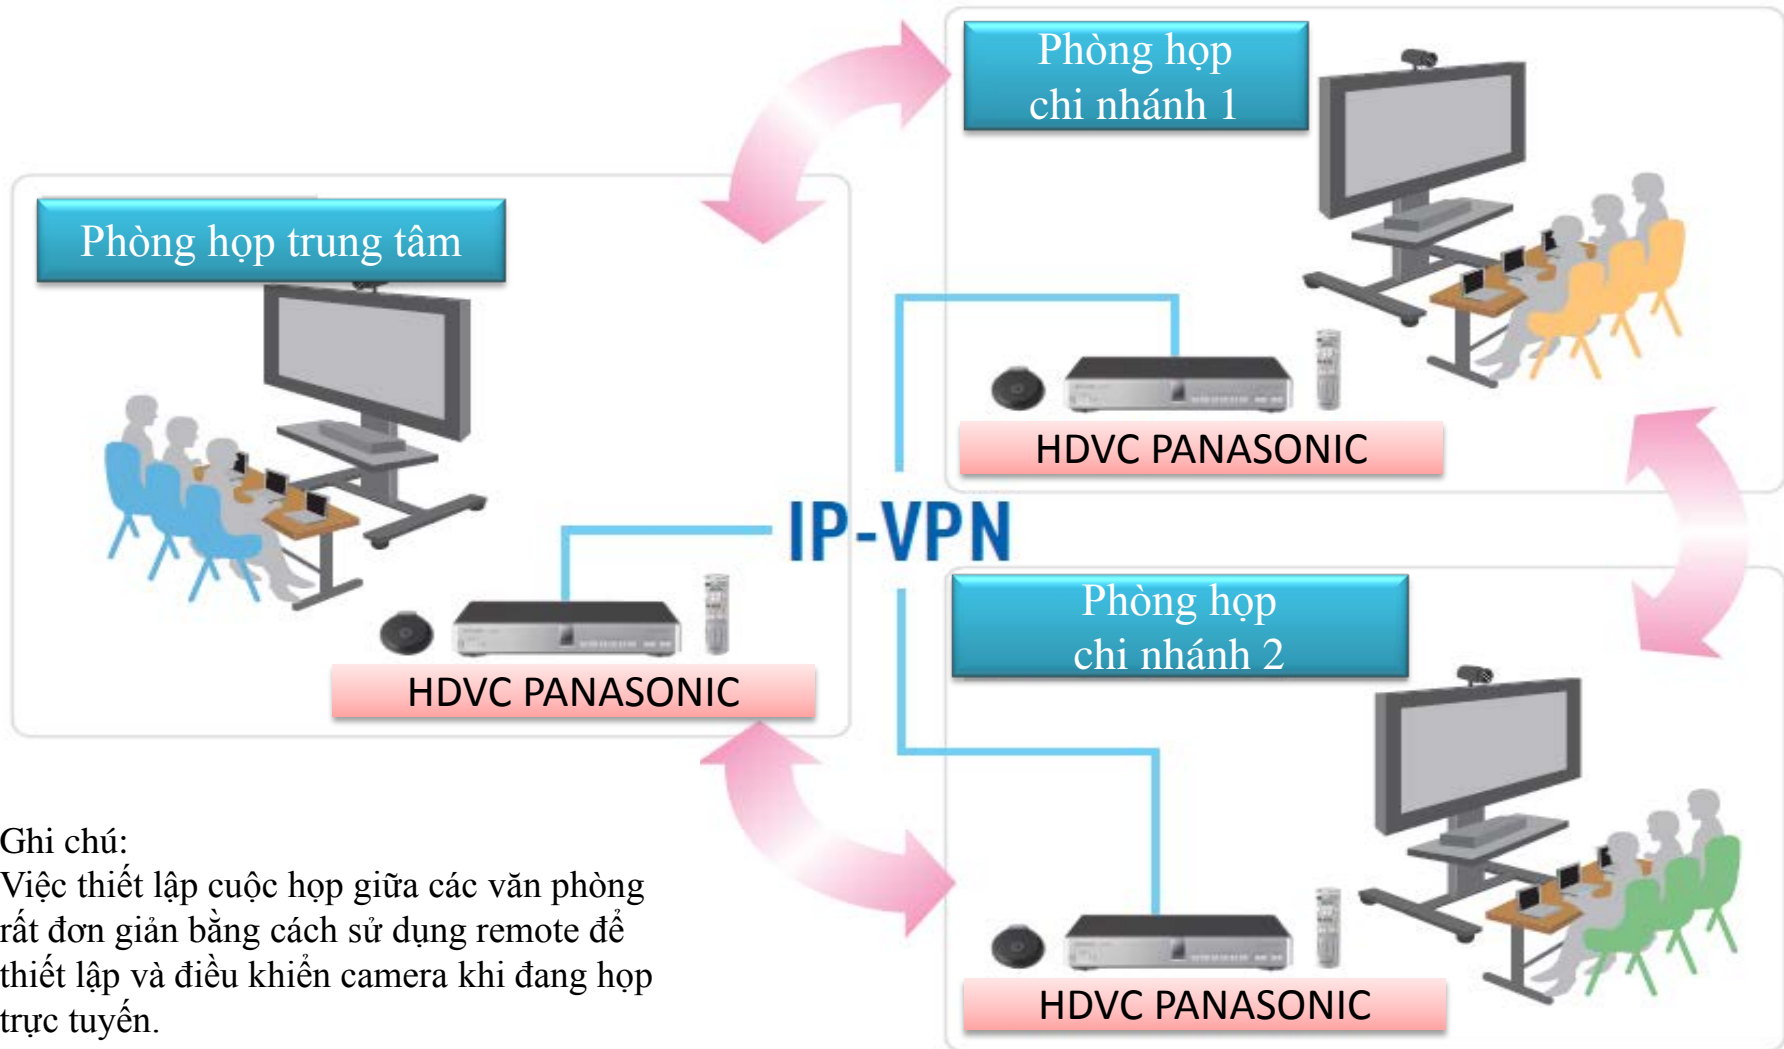 Phòng họp
chi nhánh 1
Phòng họp trung tâm
HDVC PANASONIC
IP-VPN
Phòng họp
chi nhánh 2
HDVC PANASONIC
Ghi chú:
Việc thiết lập cuộc họp giữa các văn phòng
rất đơn giản bằng cách sử dụng remote để
thiết lập và điều khiển camera khi đang họp
trực tuyến.
HDVC PANASONIC